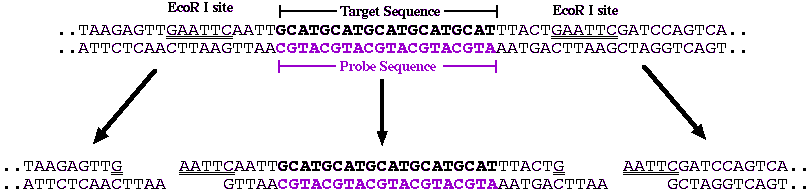 EcoR I site Target Sequence EcoR I site
..TAAGAGTTGAATTCAATTGCATGCATGCATGCATGCATTTACTGAATTCGATCCAGTCA..
..ATTCTCAACTTAAGTTAACGTACGTACGTACGTACGTAAATGACTTAAGCTAGGTCAGT..
Probe Sequence
..TAAGAGTTG AATTCAATTGCATGCATGCATGCATGCATTTACTG AATTCGATCCAGTCA..
..ATTCTCAACTTAA GTTAACGTACGTACGTACGTACGTAAATGACTTAA GCTAGGTCAGT..